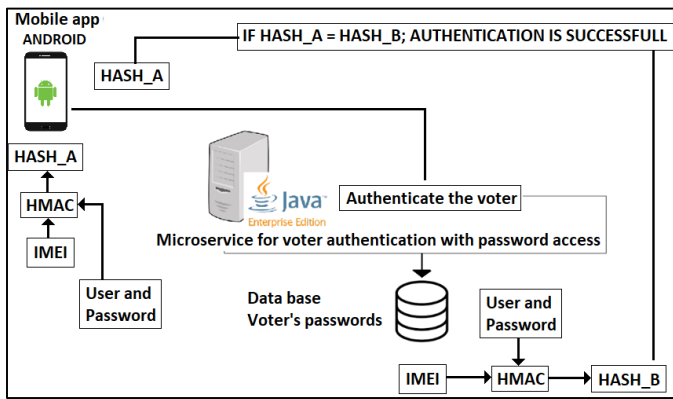 Mobile app
ANDROID
IF HASH_A = HASH_B; AUTHENTICATION IS SUCCESSFULL
HASH_A
HASH_A
HMAC
IMEI
User and
Password
Java™
Enterprise Edition
Authenticate the voter
Microservice for voter authentication with password access
Data base
Voter's passwords
User and
Password
IMEI
HMAC
HASH_B